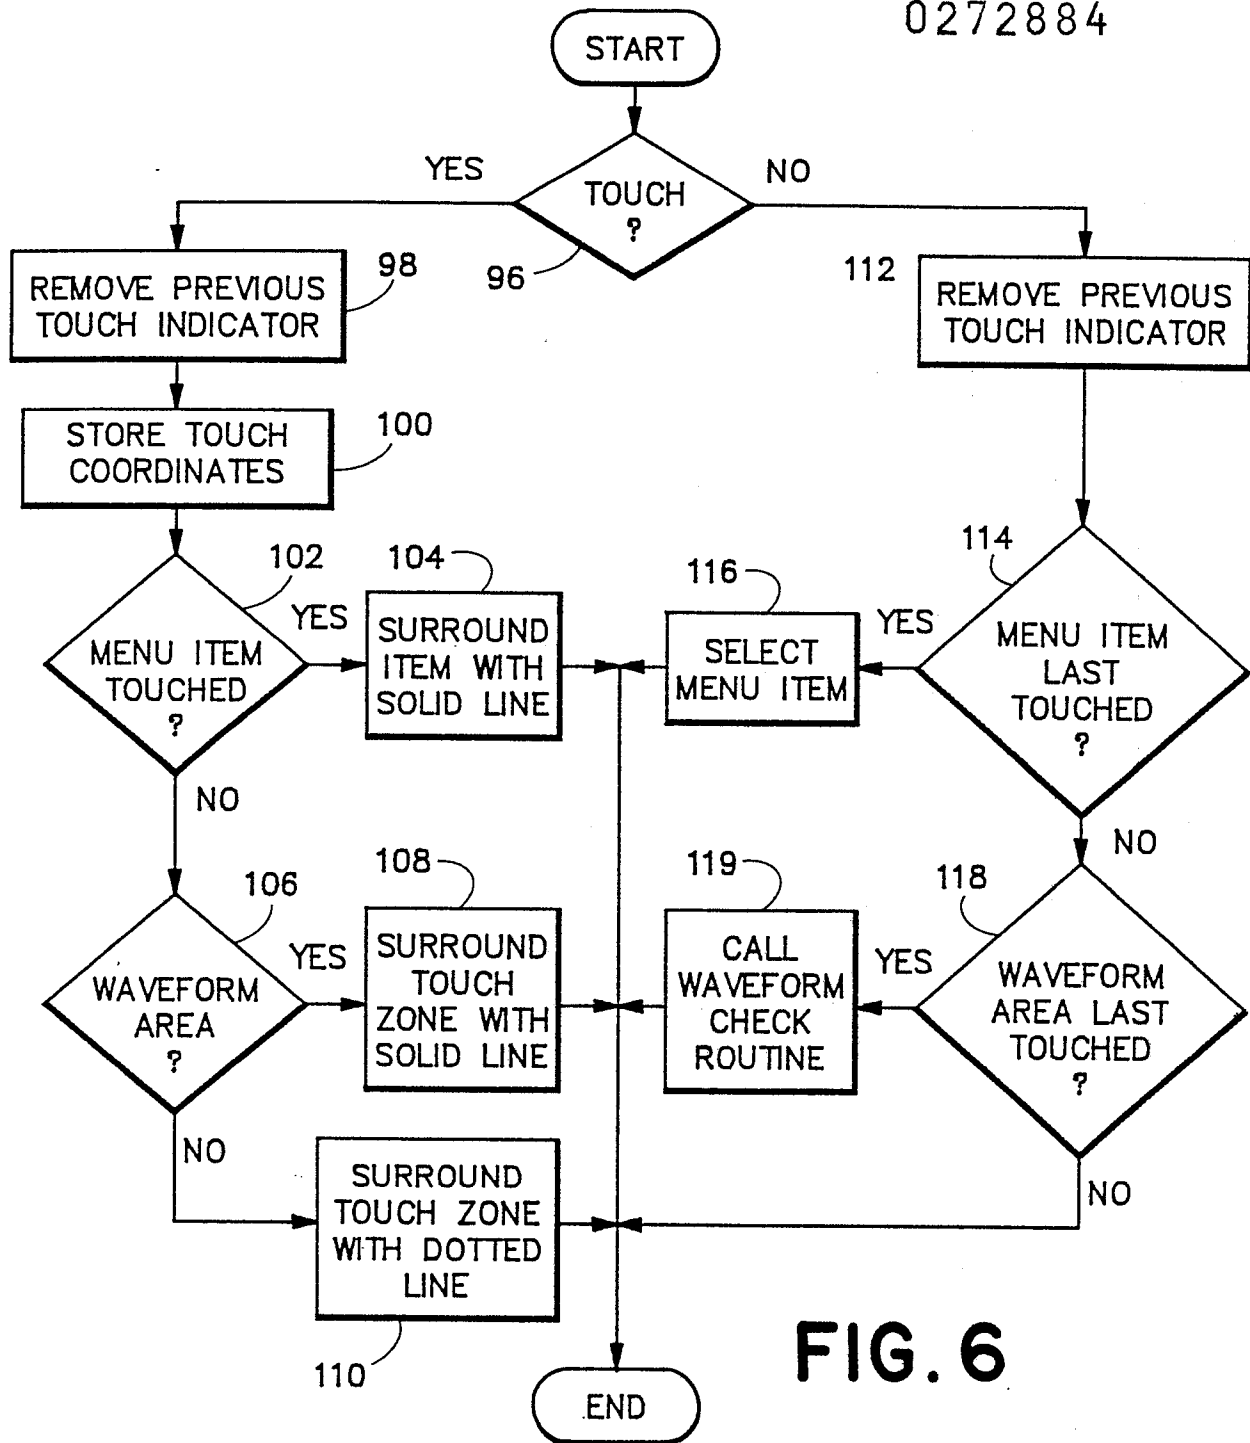 0272884
START
YES
NO
TOUCH
?
96
98
112
REMOVE PREVIOUS
TOUCH INDICATOR
REMOVE PREVIOUS
TOUCH INDICATOR
STORE TOUCH
COORDINATES
100
102
104
116
114
MENU ITEM
TOUCHED
?
YES
SURROUND
ITEM WITH
SOLID LINE
SELECT
MENU ITEM
YES
MENU ITEM
LAST
TOUCHED
?
NO
NO
106
108
119
118
WAVEFORM
AREA
?
YES
SURROUND
TOUCH
ZONE WITH
SOLID LINE
CALL
WAVEFORM
CHECK
ROUTINE
YES
WAVEFORM
AREA LAST
TOUCHED
?
NO
NO
SURROUND
TOUCH ZONE
WITH DOTTED
LINE
110
END
FIG. 6